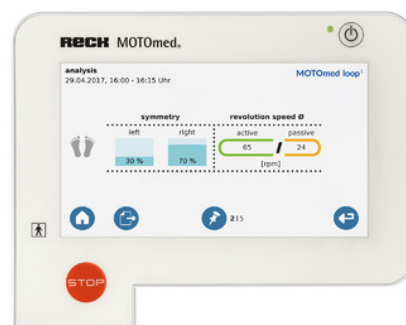 RECK MOTOmed®
analysis
29.04.2017, 16:00 - 16:15 Uhr
MOTOmed loop¹
symmetry
revolution speed Ø
left
right
active
passive
30 %
70 %
65 / 24
[rpm]
2|5
STOP